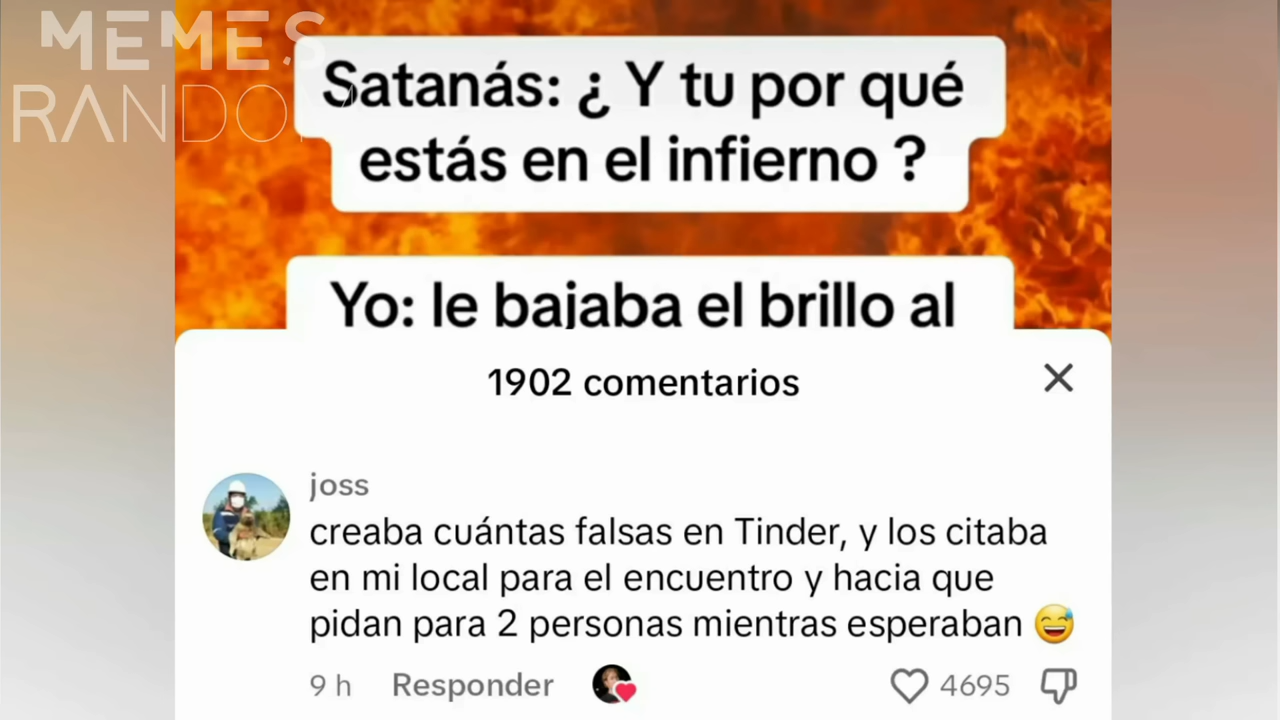 MEMES
RANDO
Satanás: ¿ Y tu por qué
estás en el infierno ?
Yo: le bajaba el brillo al
1902 comentarios
joss
creaba cuántas falsas en Tinder, y los citaba
en mi local para el encuentro y hacia que
pidan para 2 personas mientras esperaban
9 h Responder 4695